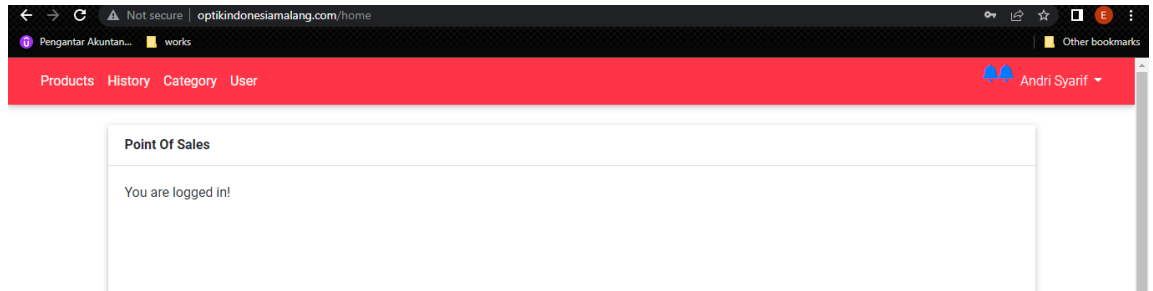 Not secure | optikindonesiamalang.com/home
Pengantar Akuntan... works Other bookmarks
Products History Category User Andri Syarif
Point Of Sales
You are logged in!